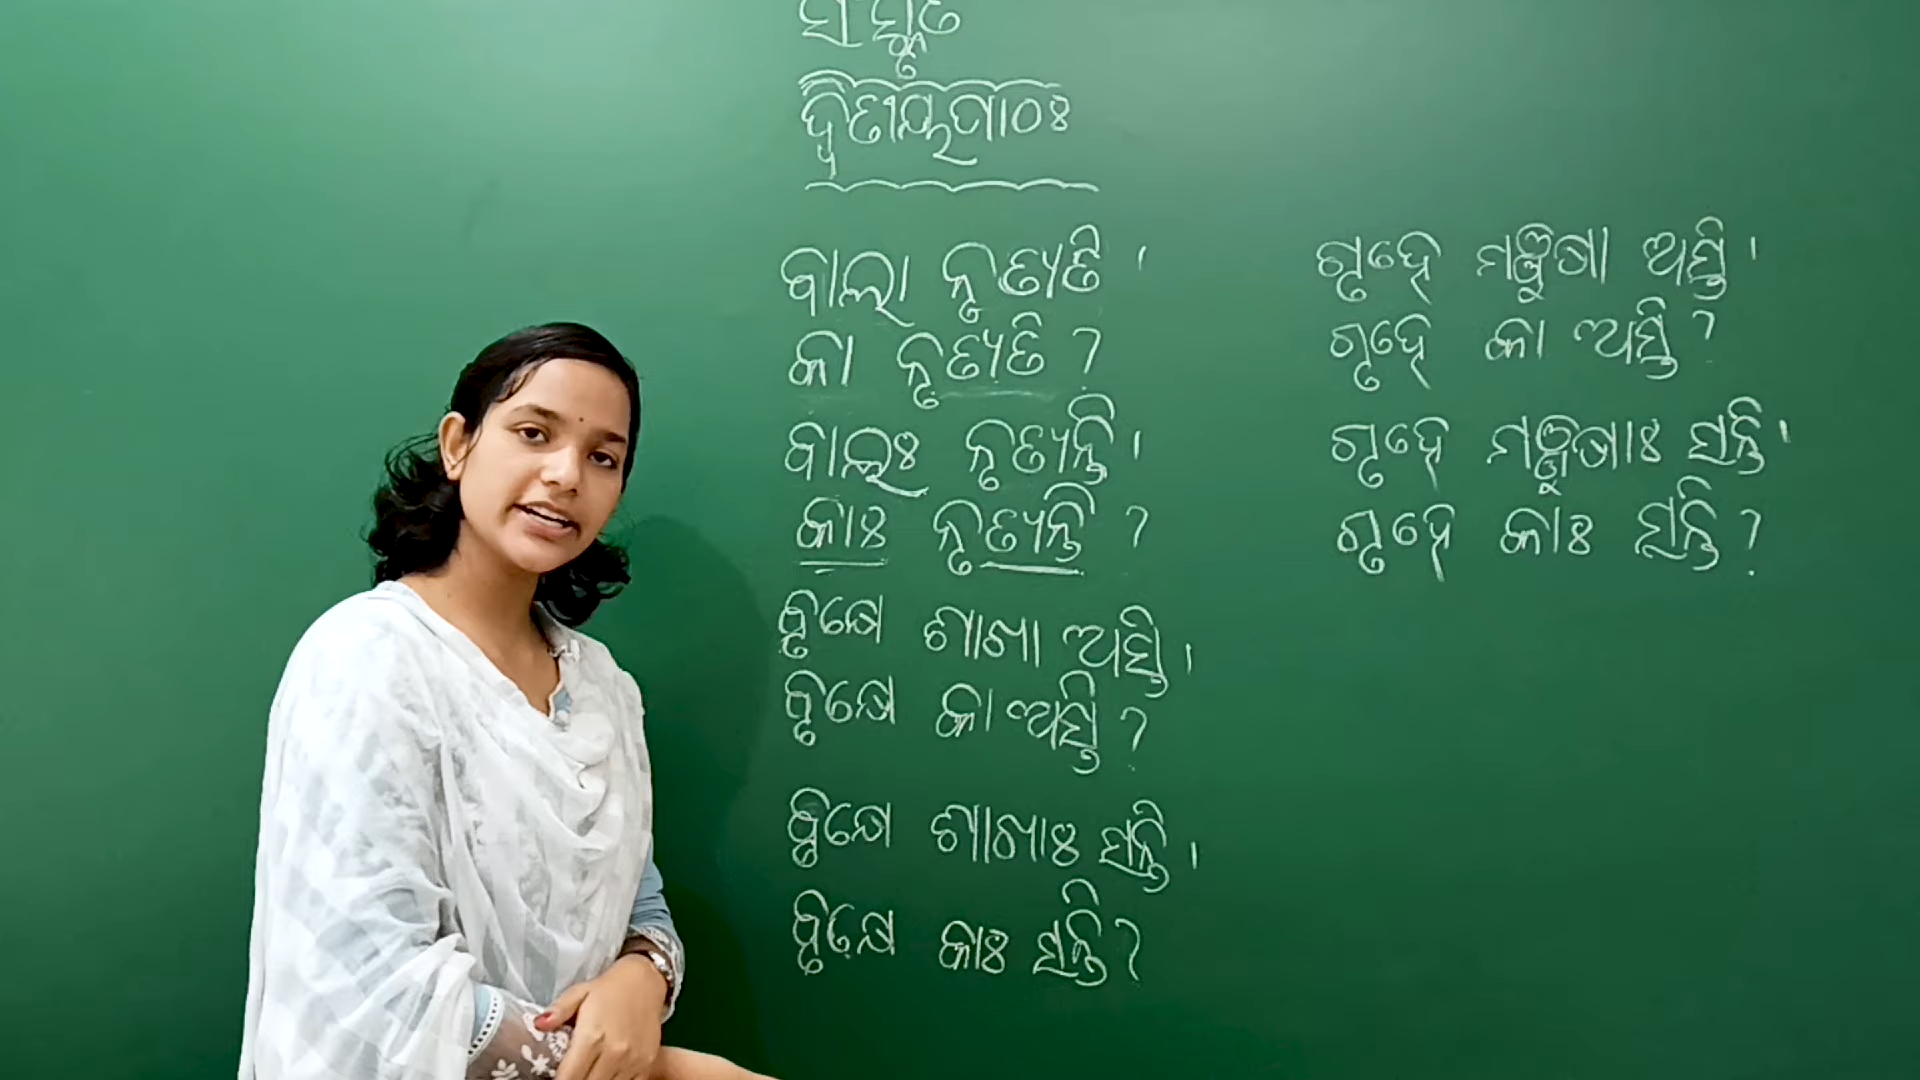 ସଂସ୍କୃତ
ଦ୍ୱିତୀୟପାଠଃ
ବାଲା ନୃତ୍ୟତି ।
କା ନୃତ୍ୟତି ?
ବାଲାଃ ନୃତ୍ୟନ୍ତି ।
କାଃ ନୃତ୍ୟନ୍ତି ?
ବୃକ୍ଷେ ଶାଖା ଅସ୍ତି ।
ବୃକ୍ଷେ କା ଅସ୍ତି ?
ବୃକ୍ଷେ ଶାଖାଃ ସନ୍ତି ।
ବୃକ୍ଷେ କାଃ ସନ୍ତି ?
ଗୃହେ ମଞ୍ଜୁଷା ଅସ୍ତି ।
ଗୃହେ କା ଅସ୍ତି ?
ଗୃହେ ମଞ୍ଜୁଷାଃ ସନ୍ତି ।
ଗୃହେ କାଃ ସନ୍ତି ?